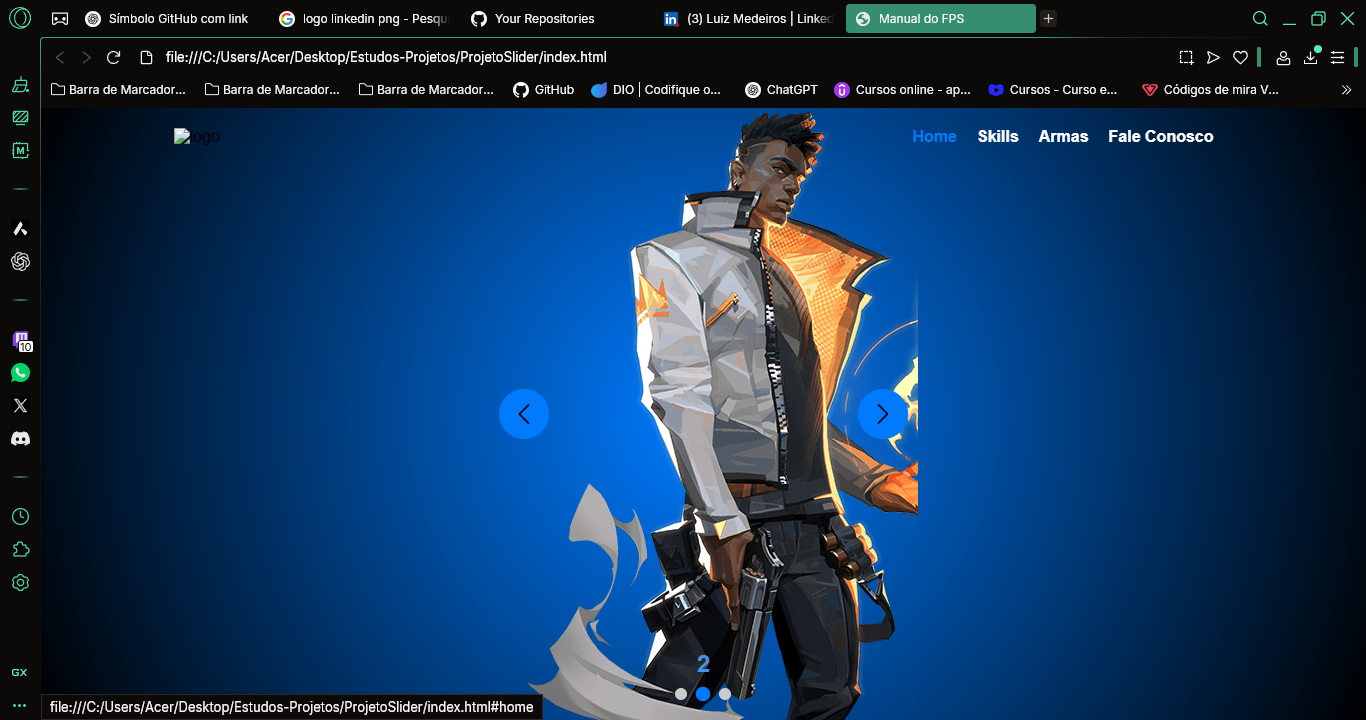 Símbolo GitHub com link
logo linkedin png - Pesqu
Your Repositories
(3) Luiz Medeiros | Linked
Manual do FPS
file:///C:/Users/Acer/Desktop/Estudos-Projetos/ProjetoSlider/index.html
Barra de Marcador...
Barra de Marcador...
Barra de Marcador...
GitHub
DIO | Codifique o...
ChatGPT
Cursos online - ap...
Cursos - Curso e...
Códigos de mira V...
logo
Home
Skills
Armas
Fale Conosco
10
2
GX
file:///C:/Users/Acer/Desktop/Estudos-Projetos/ProjetoSlider/index.html#home